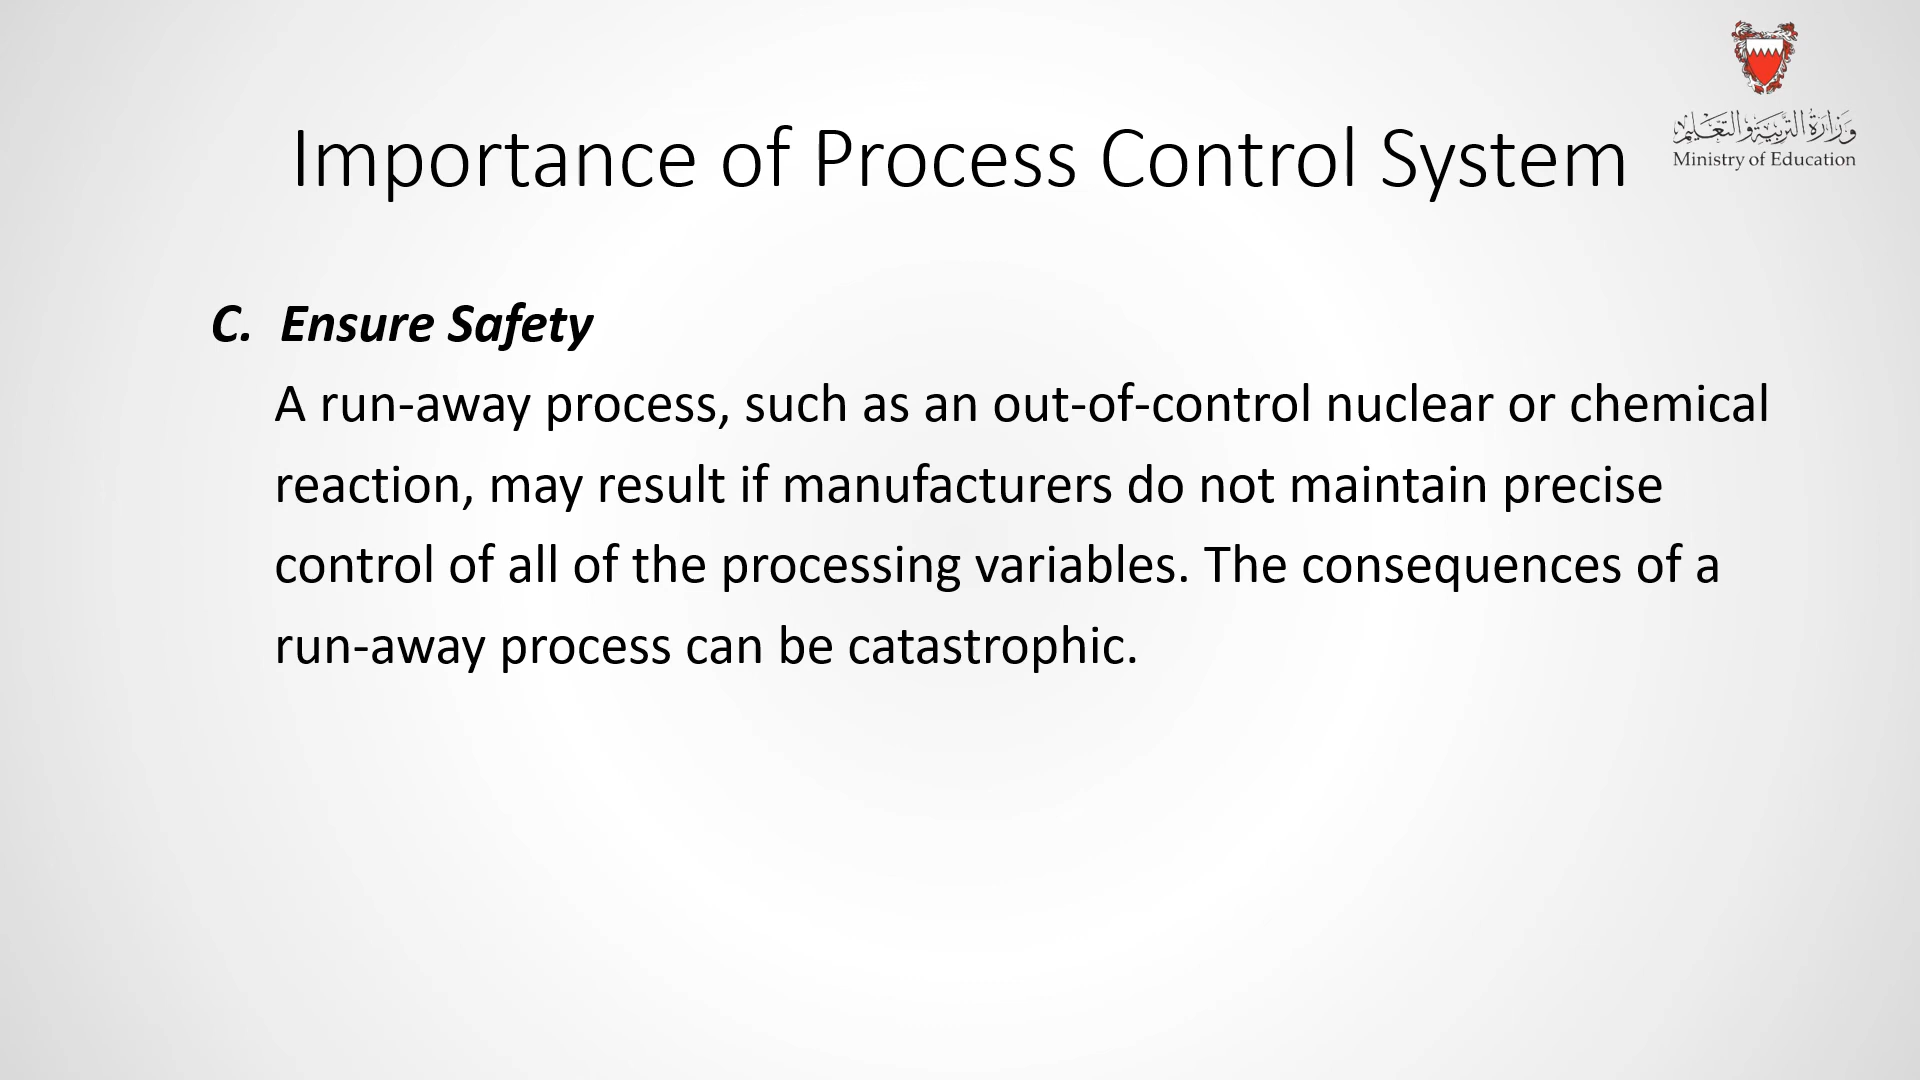 وزارة التربية والتعليم
Ministry of Education
Importance of Process Control System
C. Ensure Safety
A run-away process, such as an out-of-control nuclear or chemical
reaction, may result if manufacturers do not maintain precise
control of all of the processing variables. The consequences of a
run-away process can be catastrophic.